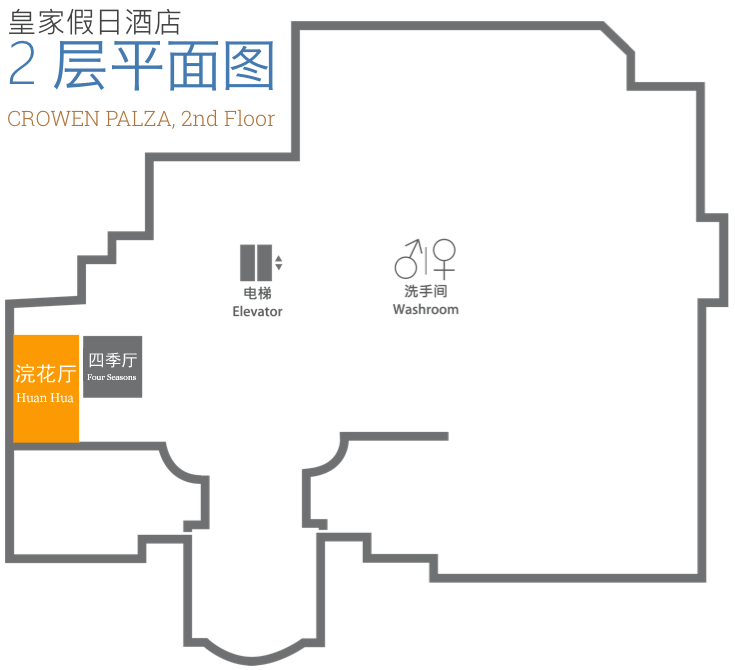 皇家假日酒店
2 层平面图
CROWEN PALZA, 2nd Floor
电梯
Elevator
洗手间
Washroom
浣花厅
Huan Hua
四季厅
Four Seasons